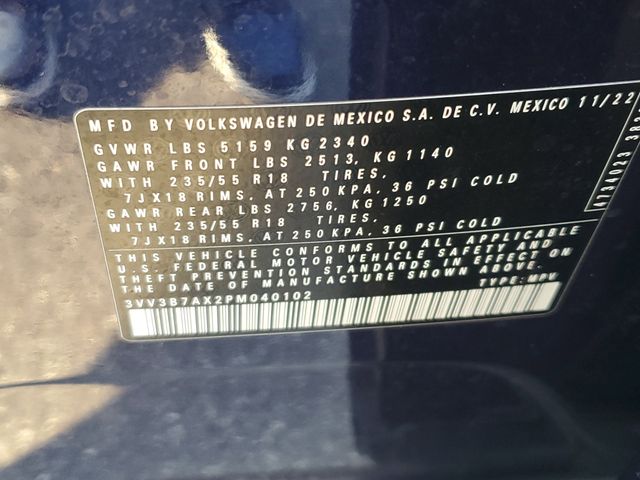 MFD BY VOLKSWAGEN DE MEXICO S.A. DE C.V. MEXICO 11/22
GVWR LBS 5159 KG 2340
GAWR FRONT LBS 2513, KG 1140
WITH 235/55 R18 TIRES.
7JX18 RIMS, AT 250 KPA, 36 PSI COLD
GAWR REAR LBS 2756, KG 1250
WITH 235/55 R18 TIRES.
7JX18 RIMS, AT 250 KPA, 36 PSI COLD
THIS VEHICLE CONFORMS TO ALL APPLICABLE
U.S. FEDERAL MOTOR VEHICLE SAFETY AND
THEFT PREVENTION STANDARDS IN EFFECT ON
THE DATE OF MANUFACTURE SHOWN ABOVE.
3VV3B7AX2PM040102 TYPE: MPV
A734023